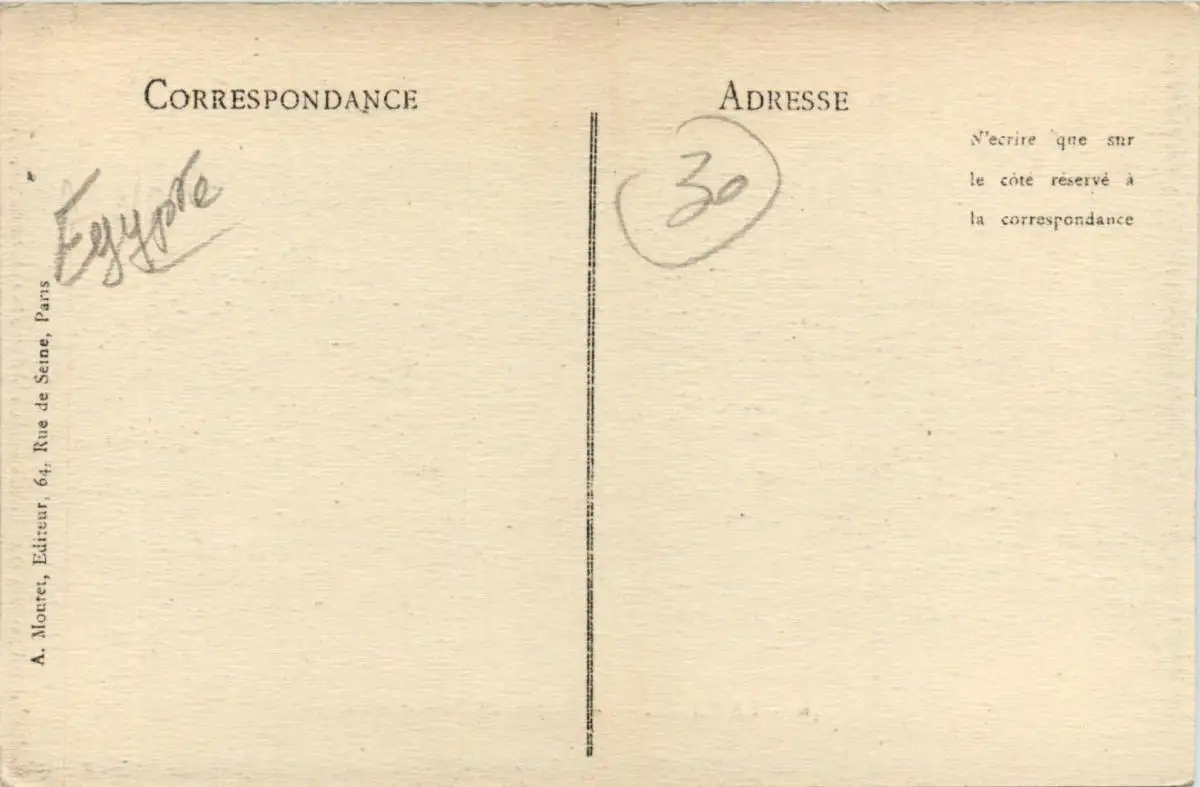 CORRESPONDANCE
ADRESSE
N'ecrire que sur
le côté réservé à
la correspondance
Egypte
30
A. Moutet, Editeur, 64, Rue de Seine, Paris